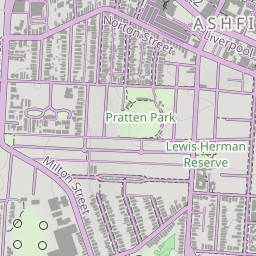 ASHFI
Norton Street
Liverpool
Pratten Park
Lewis Herman
Reserve
Milton Street